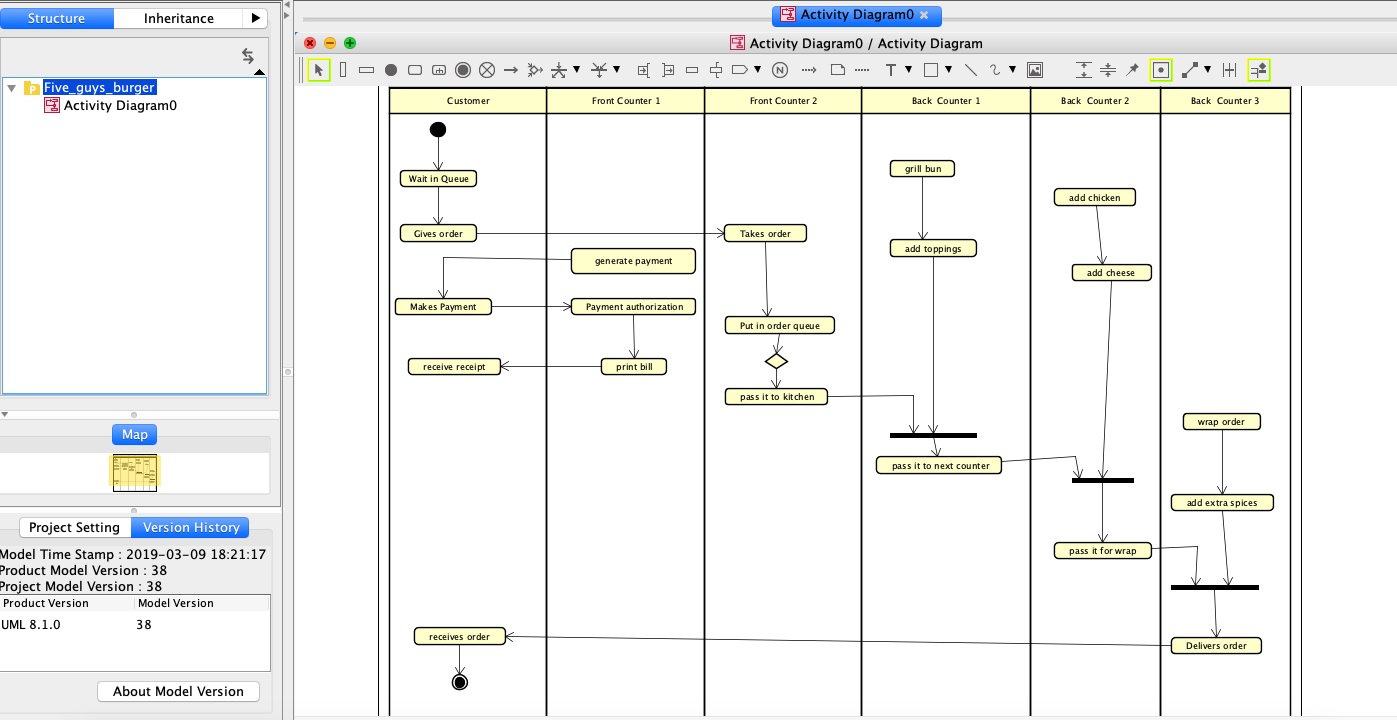 Structure
Inheritance
Five_guys_burger
Activity Diagram0
Map
Project Setting
Version History
Model Time Stamp : 2019-03-09 18:21:17
Product Model Version : 38
Project Model Version : 38
Product Version Model Version
UML 8.1.0 38
About Model Version
Activity Diagram0
Activity Diagram0 / Activity Diagram
N
T
Customer Front Counter 1 Front Counter 2 Back Counter 1 Back Counter 2 Back Counter 3
Wait in Queue
grill bun
add chicken
Gives order
Takes order
add toppings
generate payment
add cheese
Makes Payment
Payment authorization
Put in order queue
receive receipt
print bill
pass it to kitchen
wrap order
pass it to next counter
add extra spices
pass it for wrap
receives order
Delivers order